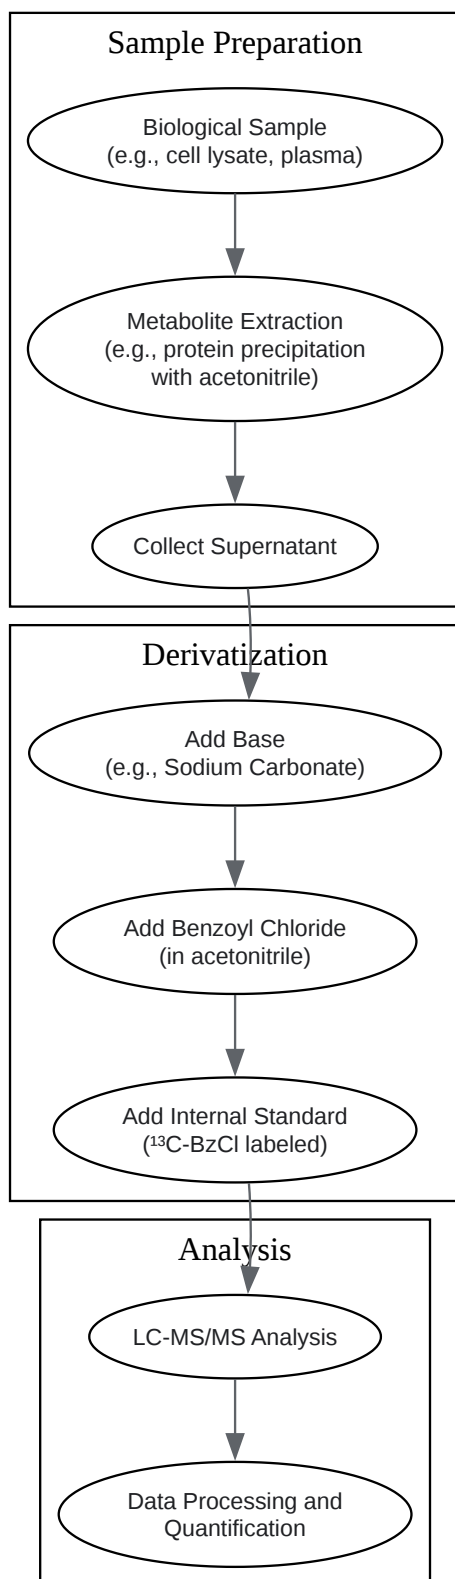 Sample Preparation
Biological Sample
(e.g., cell lysate, plasma)
Metabolite Extraction
(e.g., protein precipitation
with acetonitrile)
Collect Supernatant
Derivatization
Add Base
(e.g., Sodium Carbonate)
Add Benzoyl Chloride
(in acetonitrile)
Add Internal Standard
(¹³C-BzCl labeled)
Analysis
LC-MS/MS Analysis
Data Processing and
Quantification